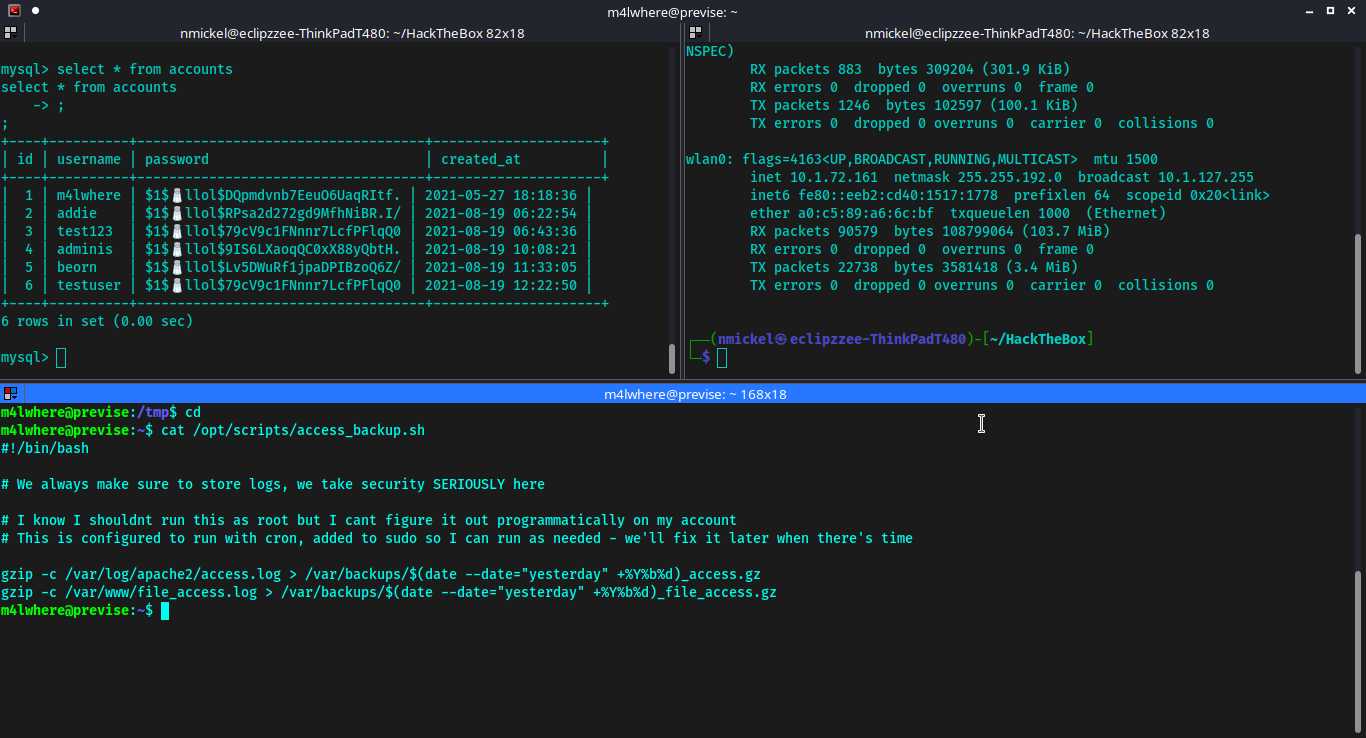 m4lwhere@previse: ~
nmickel@eclipzzee-ThinkPadT480: ~/HackTheBox 82x18
mysql> select * from accounts
select * from accounts
    -> ;
;
+----+----------+------------------------------------+---------------------+
| id | username | password                           | created_at          |
+----+----------+------------------------------------+---------------------+
|  1 | m4lwhere | $1$🧂llol$DQpmdvnb7EeuO6UaqRItf. | 2021-05-27 18:18:36 |
|  2 | addie    | $1$🧂llol$RPsa2d272gd9MfhNiBR.I/ | 2021-08-19 06:22:54 |
|  3 | test123  | $1$🧂llol$79cV9c1FNnnr7LcfPFlqQ0 | 2021-08-19 06:43:36 |
|  4 | adminis  | $1$🧂llol$9IS6LXaoqQC0xX88yQbtH. | 2021-08-19 10:08:21 |
|  5 | beorn    | $1$🧂llol$Lv5DWuRf1jpaDPIBzoQ6Z/ | 2021-08-19 11:33:05 |
|  6 | testuser | $1$🧂llol$79cV9c1FNnnr7LcfPFlqQ0 | 2021-08-19 12:22:50 |
+----+----------+------------------------------------+---------------------+
6 rows in set (0.00 sec)
mysql>
nmickel@eclipzzee-ThinkPadT480: ~/HackTheBox 82x18
NSPEC)
        RX packets 883  bytes 309204 (301.9 KiB)
        RX errors 0  dropped 0  overruns 0  frame 0
        TX packets 1246  bytes 102597 (100.1 KiB)
        TX errors 0  dropped 0 overruns 0  carrier 0  collisions 0
wlan0: flags=4163<UP,BROADCAST,RUNNING,MULTICAST>  mtu 1500
        inet 10.1.72.161  netmask 255.255.192.0  broadcast 10.1.127.255
        inet6 fe80::eeb2:cd40:1517:1778  prefixlen 64  scopeid 0x20<link>
        ether a0:c5:89:a6:6c:bf  txqueuelen 1000  (Ethernet)
        RX packets 90579  bytes 108799064 (103.7 MiB)
        RX errors 0  dropped 0  overruns 0  frame 0
        TX packets 22738  bytes 3581418 (3.4 MiB)
        TX errors 0  dropped 0 overruns 0  carrier 0  collisions 0
┌──(nmickel㉿eclipzzee-ThinkPadT480)-[~/HackTheBox]
└─$
m4lwhere@previse: ~ 168x18
m4lwhere@previse:/tmp$ cd
m4lwhere@previse:~$ cat /opt/scripts/access_backup.sh
#!/bin/bash
# We always make sure to store logs, we take security SERIOUSLY here
# I know I shouldnt run this as root but I cant figure it out programmatically on my account
# This is configured to run with cron, added to sudo so I can run as needed - we'll fix it later when there's time
gzip -c /var/log/apache2/access.log > /var/backups/$(date --date="yesterday" +%Y%b%d)_access.gz
gzip -c /var/www/file_access.log > /var/backups/$(date --date="yesterday" +%Y%b%d)_file_access.gz
m4lwhere@previse:~$